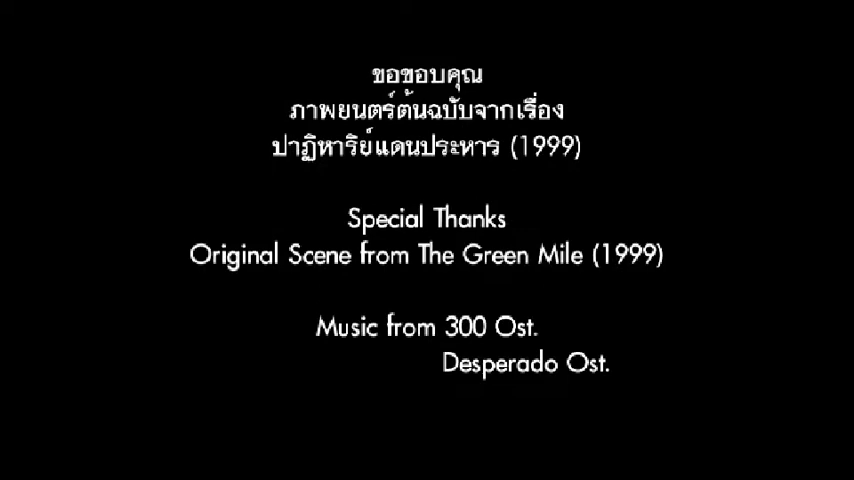 ขอขอบคุณ
ภาพยนตร์ต้นฉบับจากเรื่อง
ปาฏิหาริย์แดนประหาร (1999)
Special Thanks
Original Scene from The Green Mile (1999)
Music from 300 Ost.
Desperado Ost.